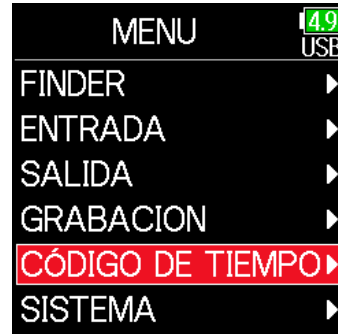 MENU
4.9
USB
FINDER
ENTRADA
SALIDA
GRABACION
CÓDIGO DE TIEMPO
SISTEMA